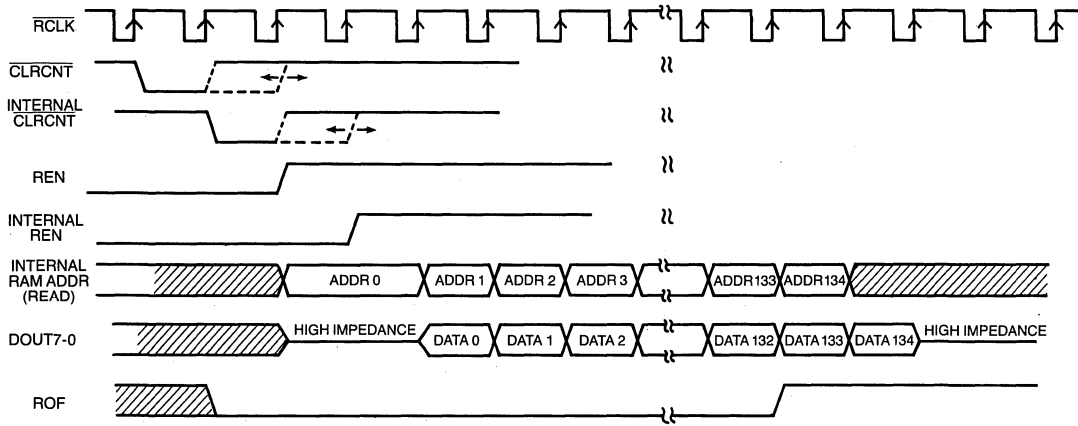 RCLK
CLRCNT
INTERNAL
CLRCNT
REN
INTERNAL
REN
INTERNAL
RAM ADDR
(READ)
ADDR 0 ADDR 1 ADDR 2 ADDR 3 ADDR 133 ADDR 134
DOUT7-0 HIGH IMPEDANCE DATA 0 DATA 1 DATA 2 DATA 132 DATA 133 DATA 134 HIGH IMPEDANCE
ROF